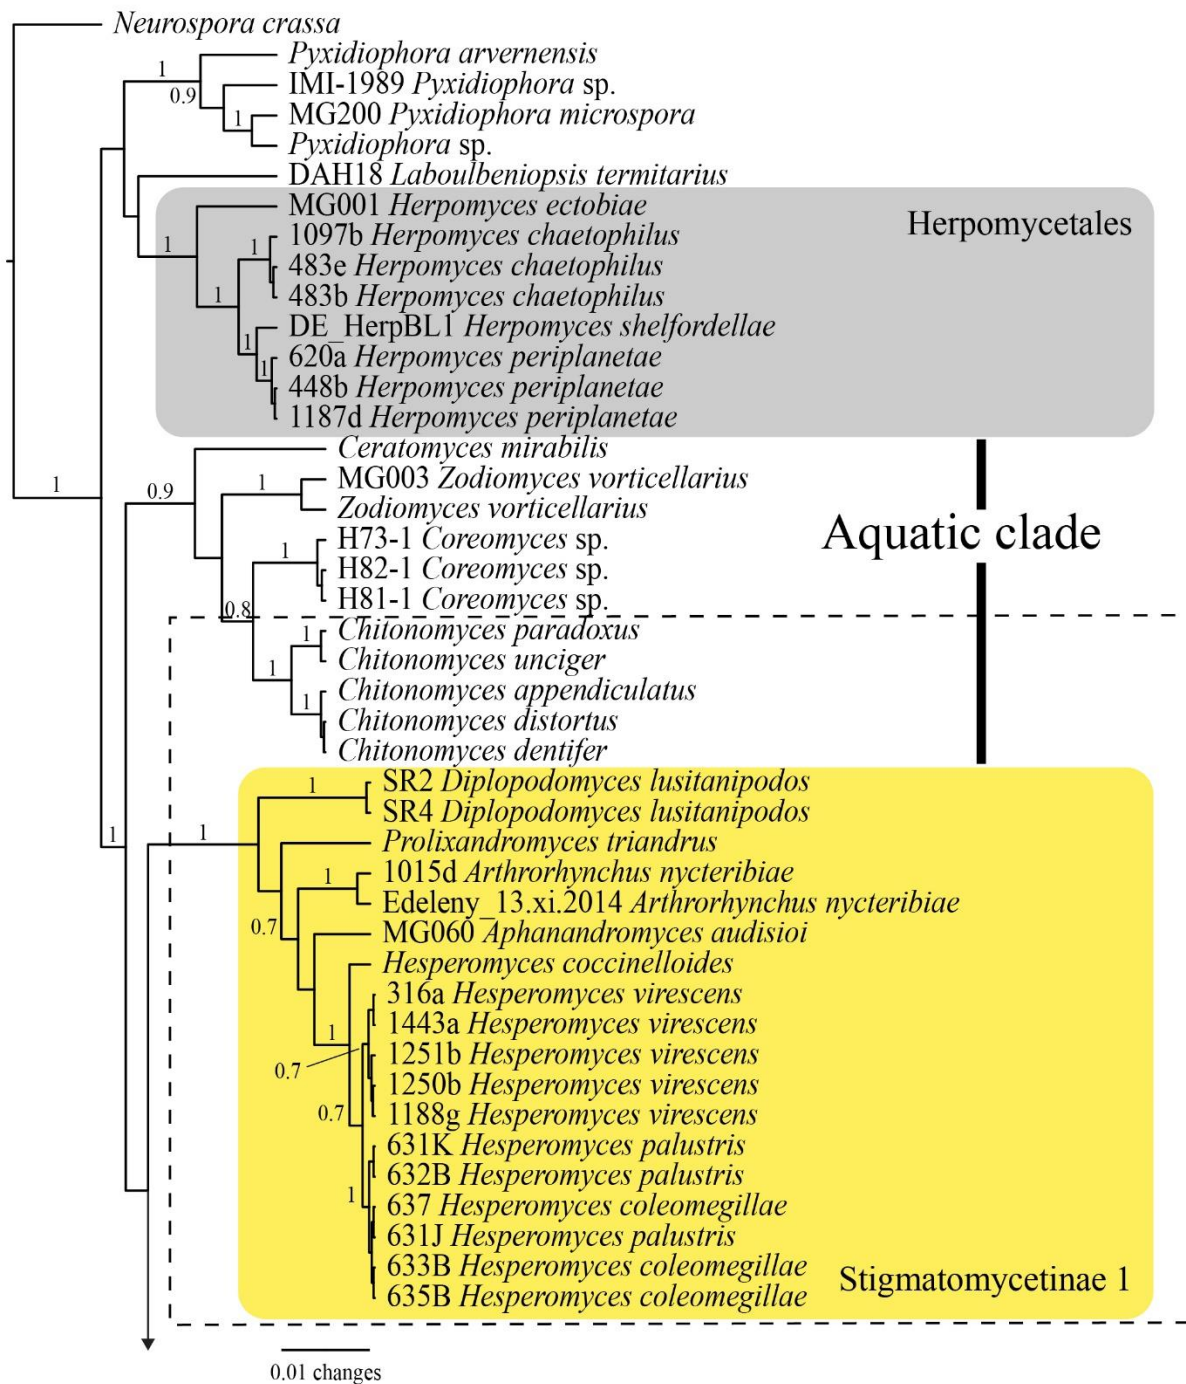 Neurospora crassa
Pyxidiophora arvernensis
1
IMI-1989 Pyxidiophora sp.
0.9
MG200 Pyxidiophora microspora
1
Pyxidiophora sp.
DAH18 Laboulbeniopsis termitarius
MG001 Herpomyces ectobiae
Herpomycetales
1097b Herpomyces chaetophilus
1
1
483e Herpomyces chaetophilus
483b Herpomyces chaetophilus
1
DE_HerpBL1 Herpomyces shelfordellae
1
620a Herpomyces periplanetae
1
448b Herpomyces periplanetae
1187d Herpomyces periplanetae
Ceratomyces mirabilis
1
0.9
1
MG003 Zodiomyces vorticellarius
Zodiomyces vorticellarius
Aquatic clade
H73-1 Coreomyces sp.
1
H82-1 Coreomyces sp.
H81-1 Coreomyces sp.
0.8
Chitonomyces paradoxus
1
Chitonomyces unciger
1
Chitonomyces appendiculatus
1
Chitonomyces distortus
Chitonomyces dentifer
SR2 Diplopodomyces lusitanipodos
1
SR4 Diplopodomyces lusitanipodos
1
1
Prolixandromyces triandrus
1015d Arthrorhynchus nycteribiae
1
Edeleny_13.xi.2014 Arthrorhynchus nycteribiae
0.7
MG060 Aphanandromyces audisioi
Hesperomyces coccinelloides
316a Hesperomyces virescens
1443a Hesperomyces virescens
1
1251b Hesperomyces virescens
0.7
1250b Hesperomyces virescens
0.7
1188g Hesperomyces virescens
631K Hesperomyces palustris
632B Hesperomyces palustris
1
637 Hesperomyces coleomegillae
631J Hesperomyces palustris
633B Hesperomyces coleomegillae
635B Hesperomyces coleomegillae
Stigmatomycetinae 1
0.01 changes